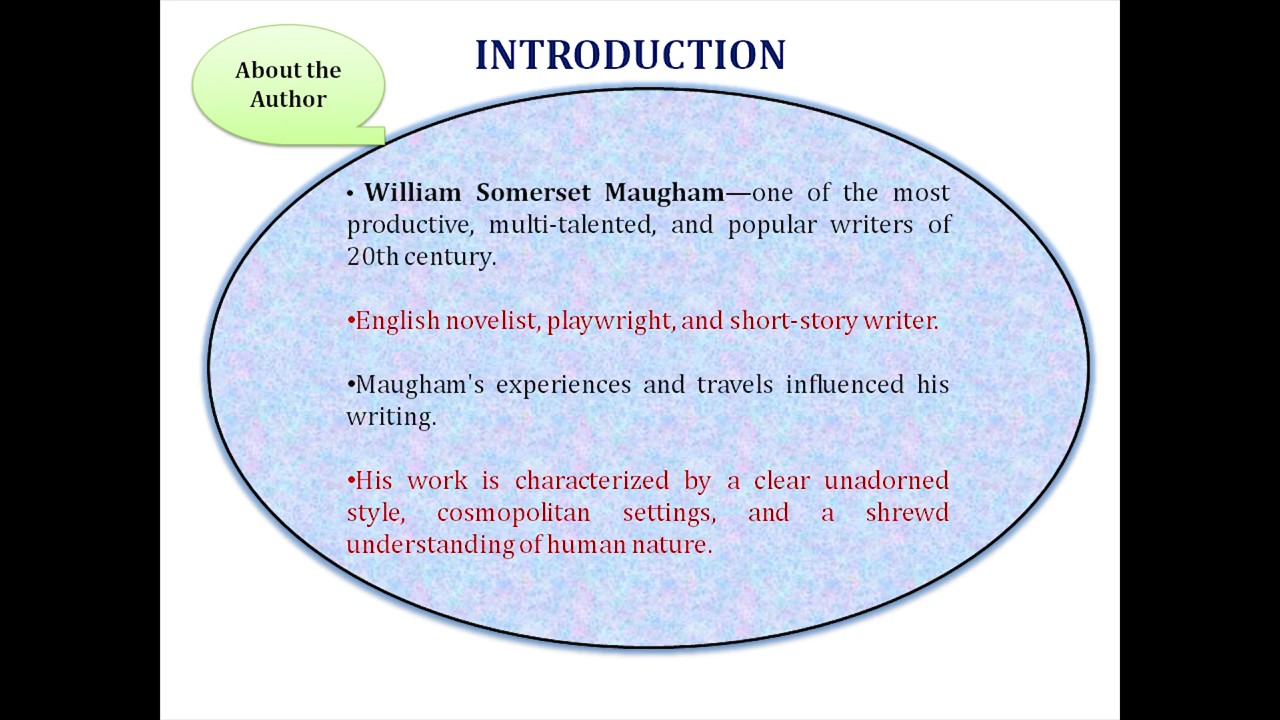 INTRODUCTION
About the
Author
• William Somerset Maugham—one of the most
productive, multi-talented, and popular writers of
20th century.
•English novelist, playwright, and short-story writer.
•Maugham's experiences and travels influenced his
writing.
•His work is characterized by a clear unadorned
style, cosmopolitan settings, and a shrewd
understanding of human nature.